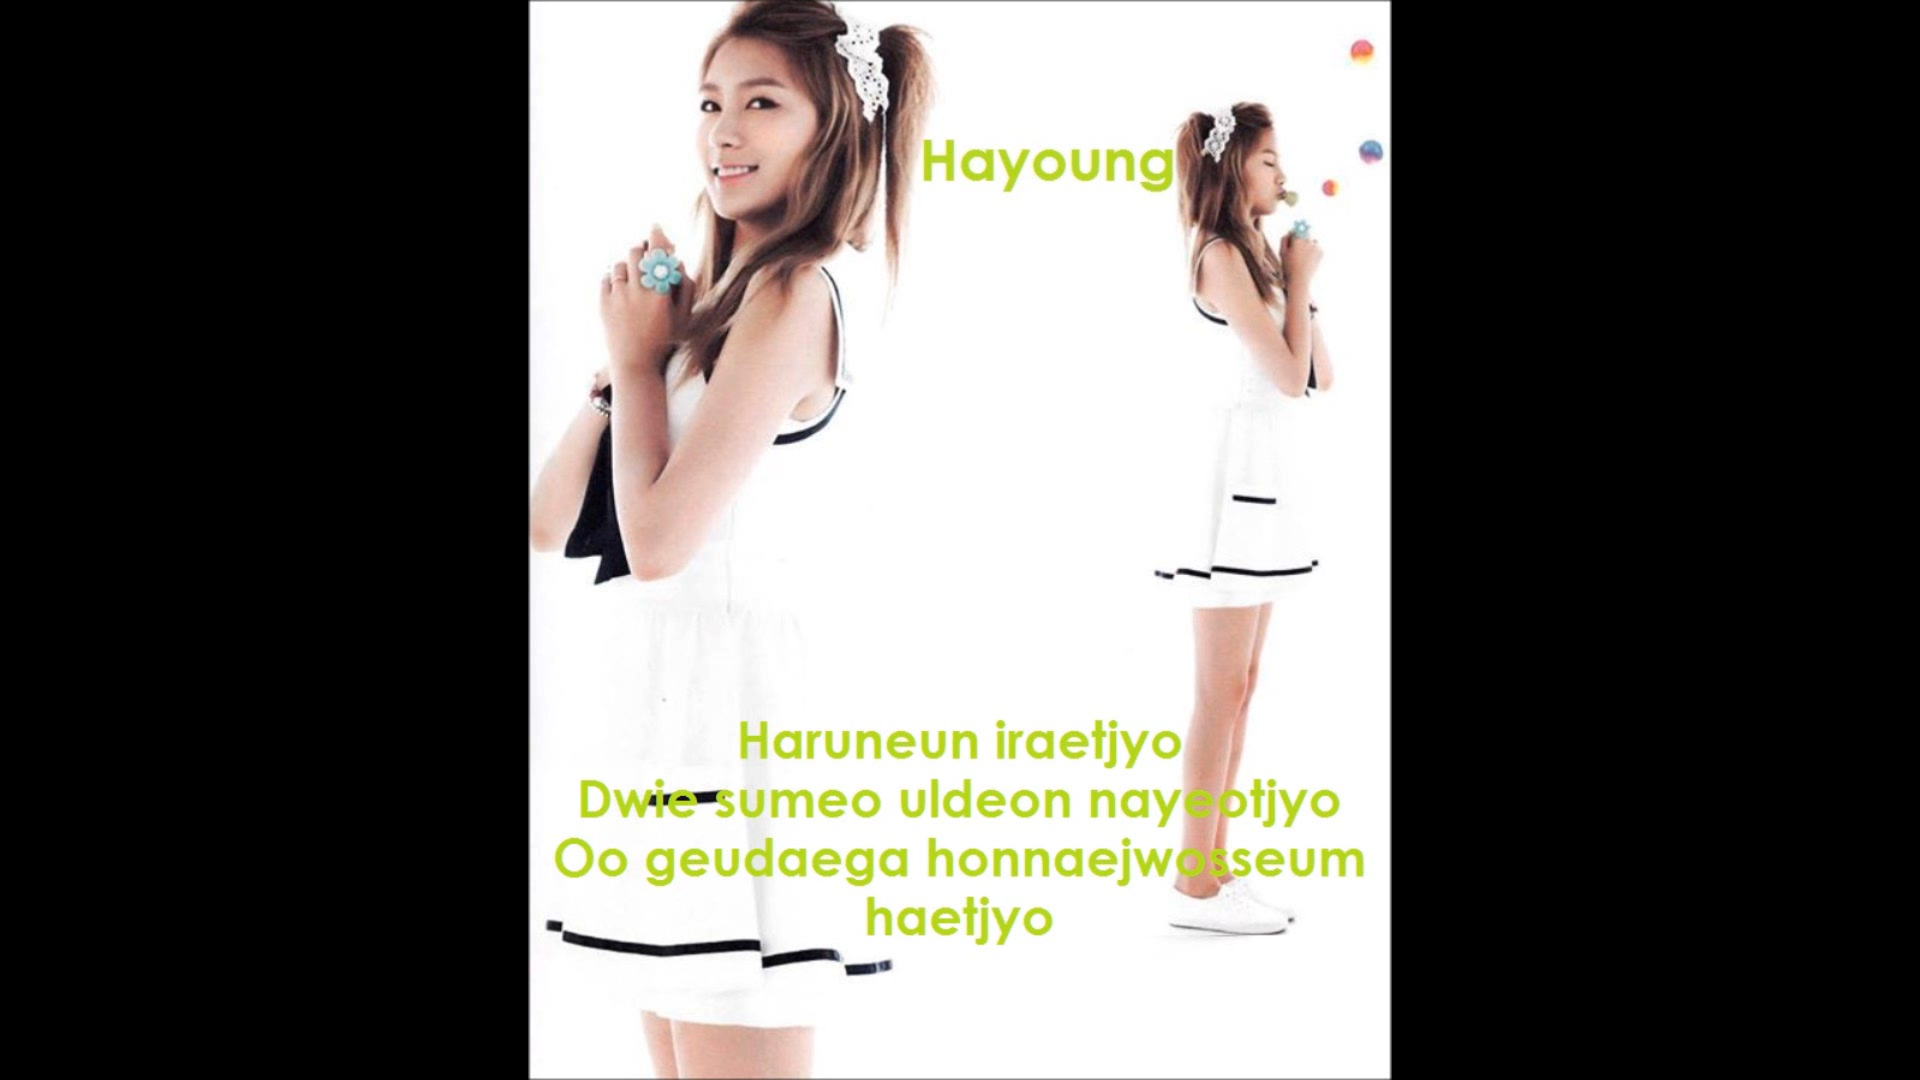 Hayoung
Haruneun iraetjyo
Dwie sumeo uldeon nayeotjyo
Oo geudaega honnaejwosseum
haetjyo